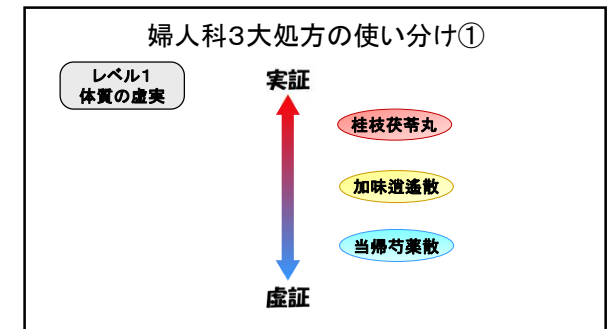 婦人科3大処方の使い分け①
レベル1
体質の虚実
実証
桂枝茯苓丸
加味逍遙散
当帰芍薬散
虚証